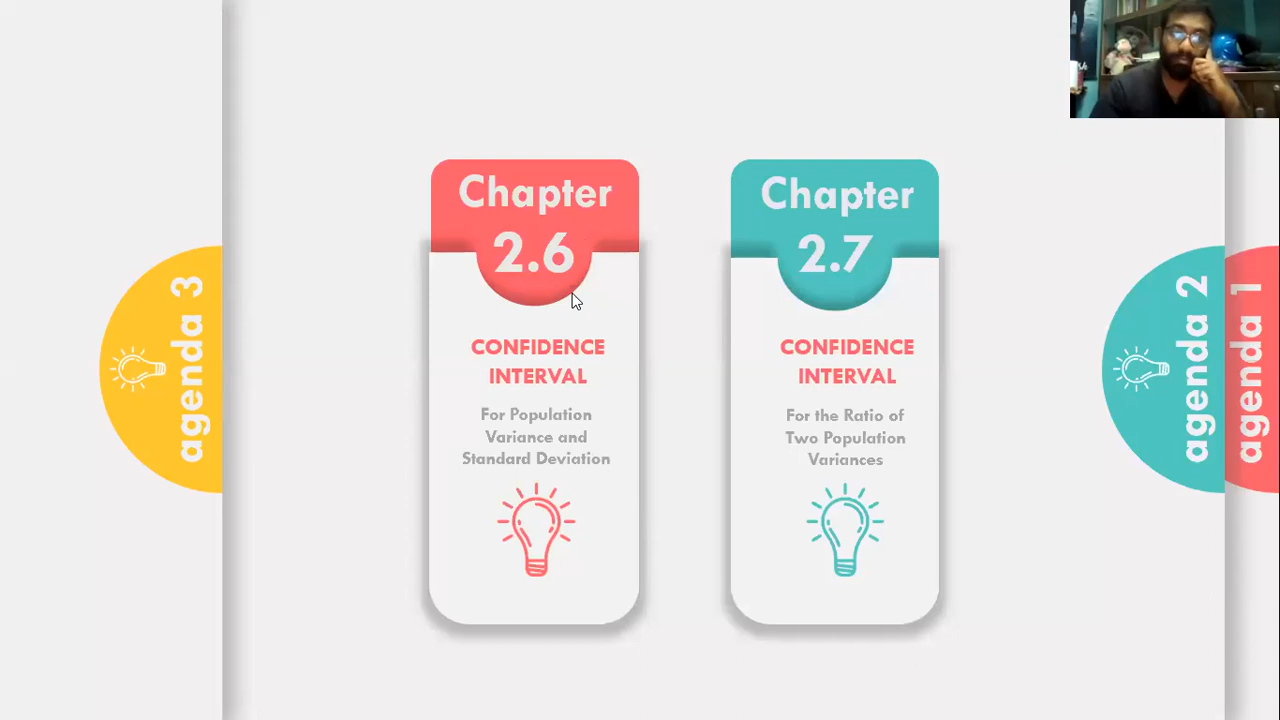 agenda 3
Chapter
2.6
CONFIDENCE
INTERVAL
For Population
Variance and
Standard Deviation
Chapter
2.7
CONFIDENCE
INTERVAL
For the Ratio of
Two Population
Variances
agenda 2
agenda 1